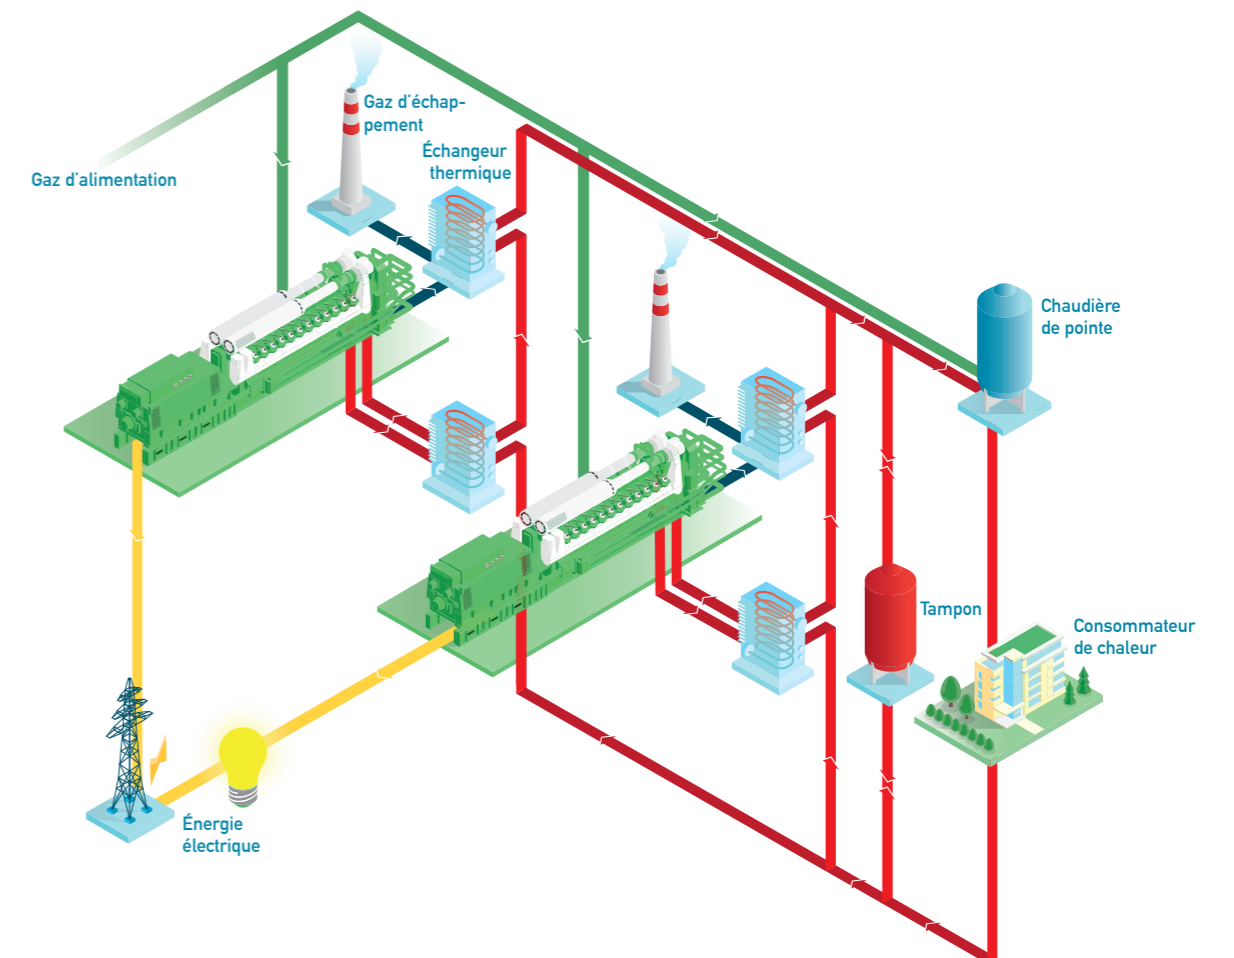 Gaz d'échap-
pement
Échangeur
thermique
Gaz d'alimentation
Chaudière
de pointe
Tampon
Consommateur
de chaleur
Énergie
électrique